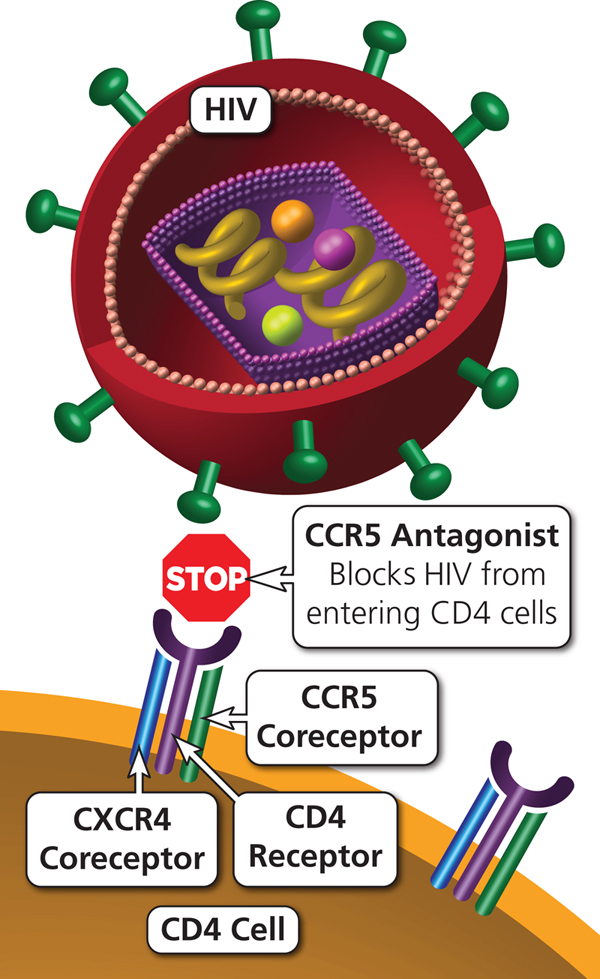 HIV
STOP
CCR5 Antagonist
Blocks HIV from
entering CD4 cells
CCR5
Coreceptor
CXCR4
Coreceptor
CD4
Receptor
CD4 Cell